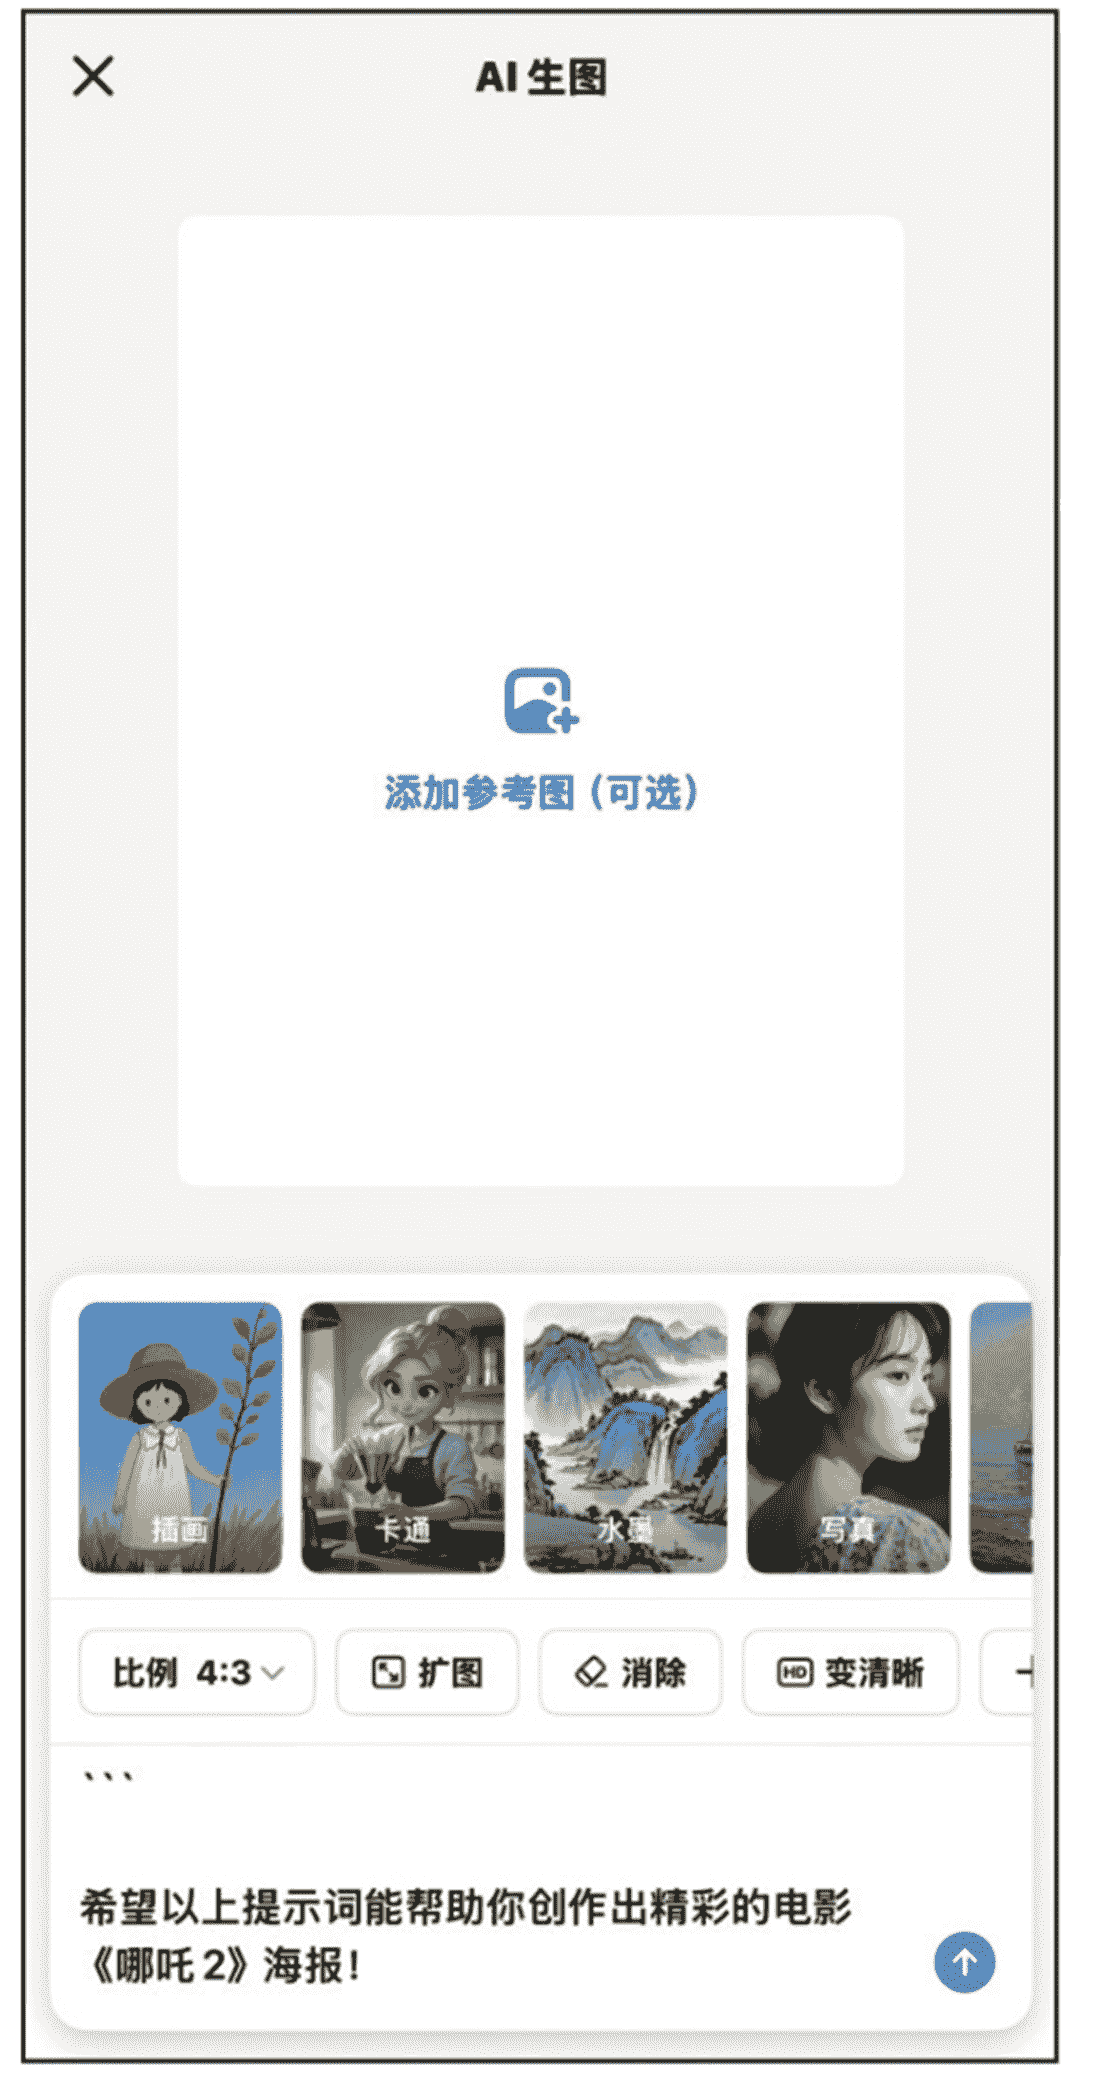 AI 生图
添加参考图（可选）
插画
卡通
水墨
写真
比例 4:3
扩图
消除
HD 变清晰
```
希望以上提示词能帮助你创作出精彩的电影
《哪吒 2》海报！